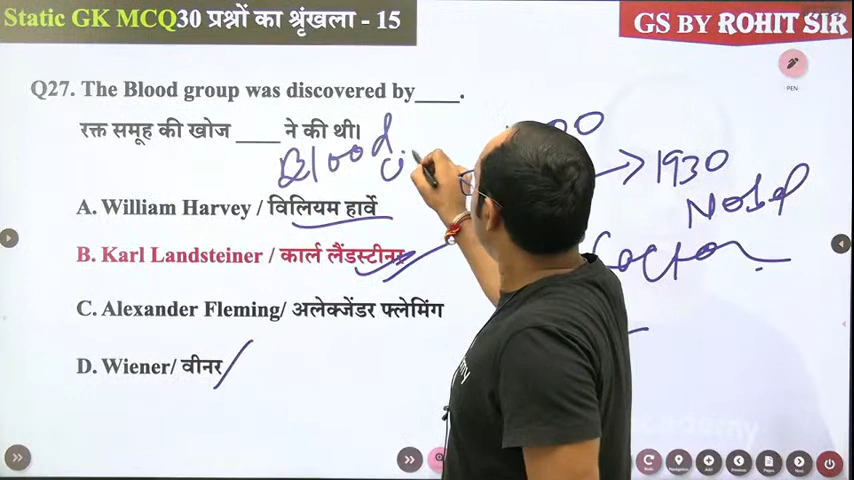 Static GK MCQ30 प्रश्नों का श्रृंखला - 15
GS BY ROHIT SIR
Q27. The Blood group was discovered by____.
रक्त समूह की खोज ____ ने की थी।
Blood
1930
Nobel
A. William Harvey / विलियम हार्वे
B. Karl Landsteiner / कार्ल लैंडस्टीनर
C. Alexander Fleming/ अलेक्जेंडर फ्लेमिंग
D. Wiener/ वीनर
PEN